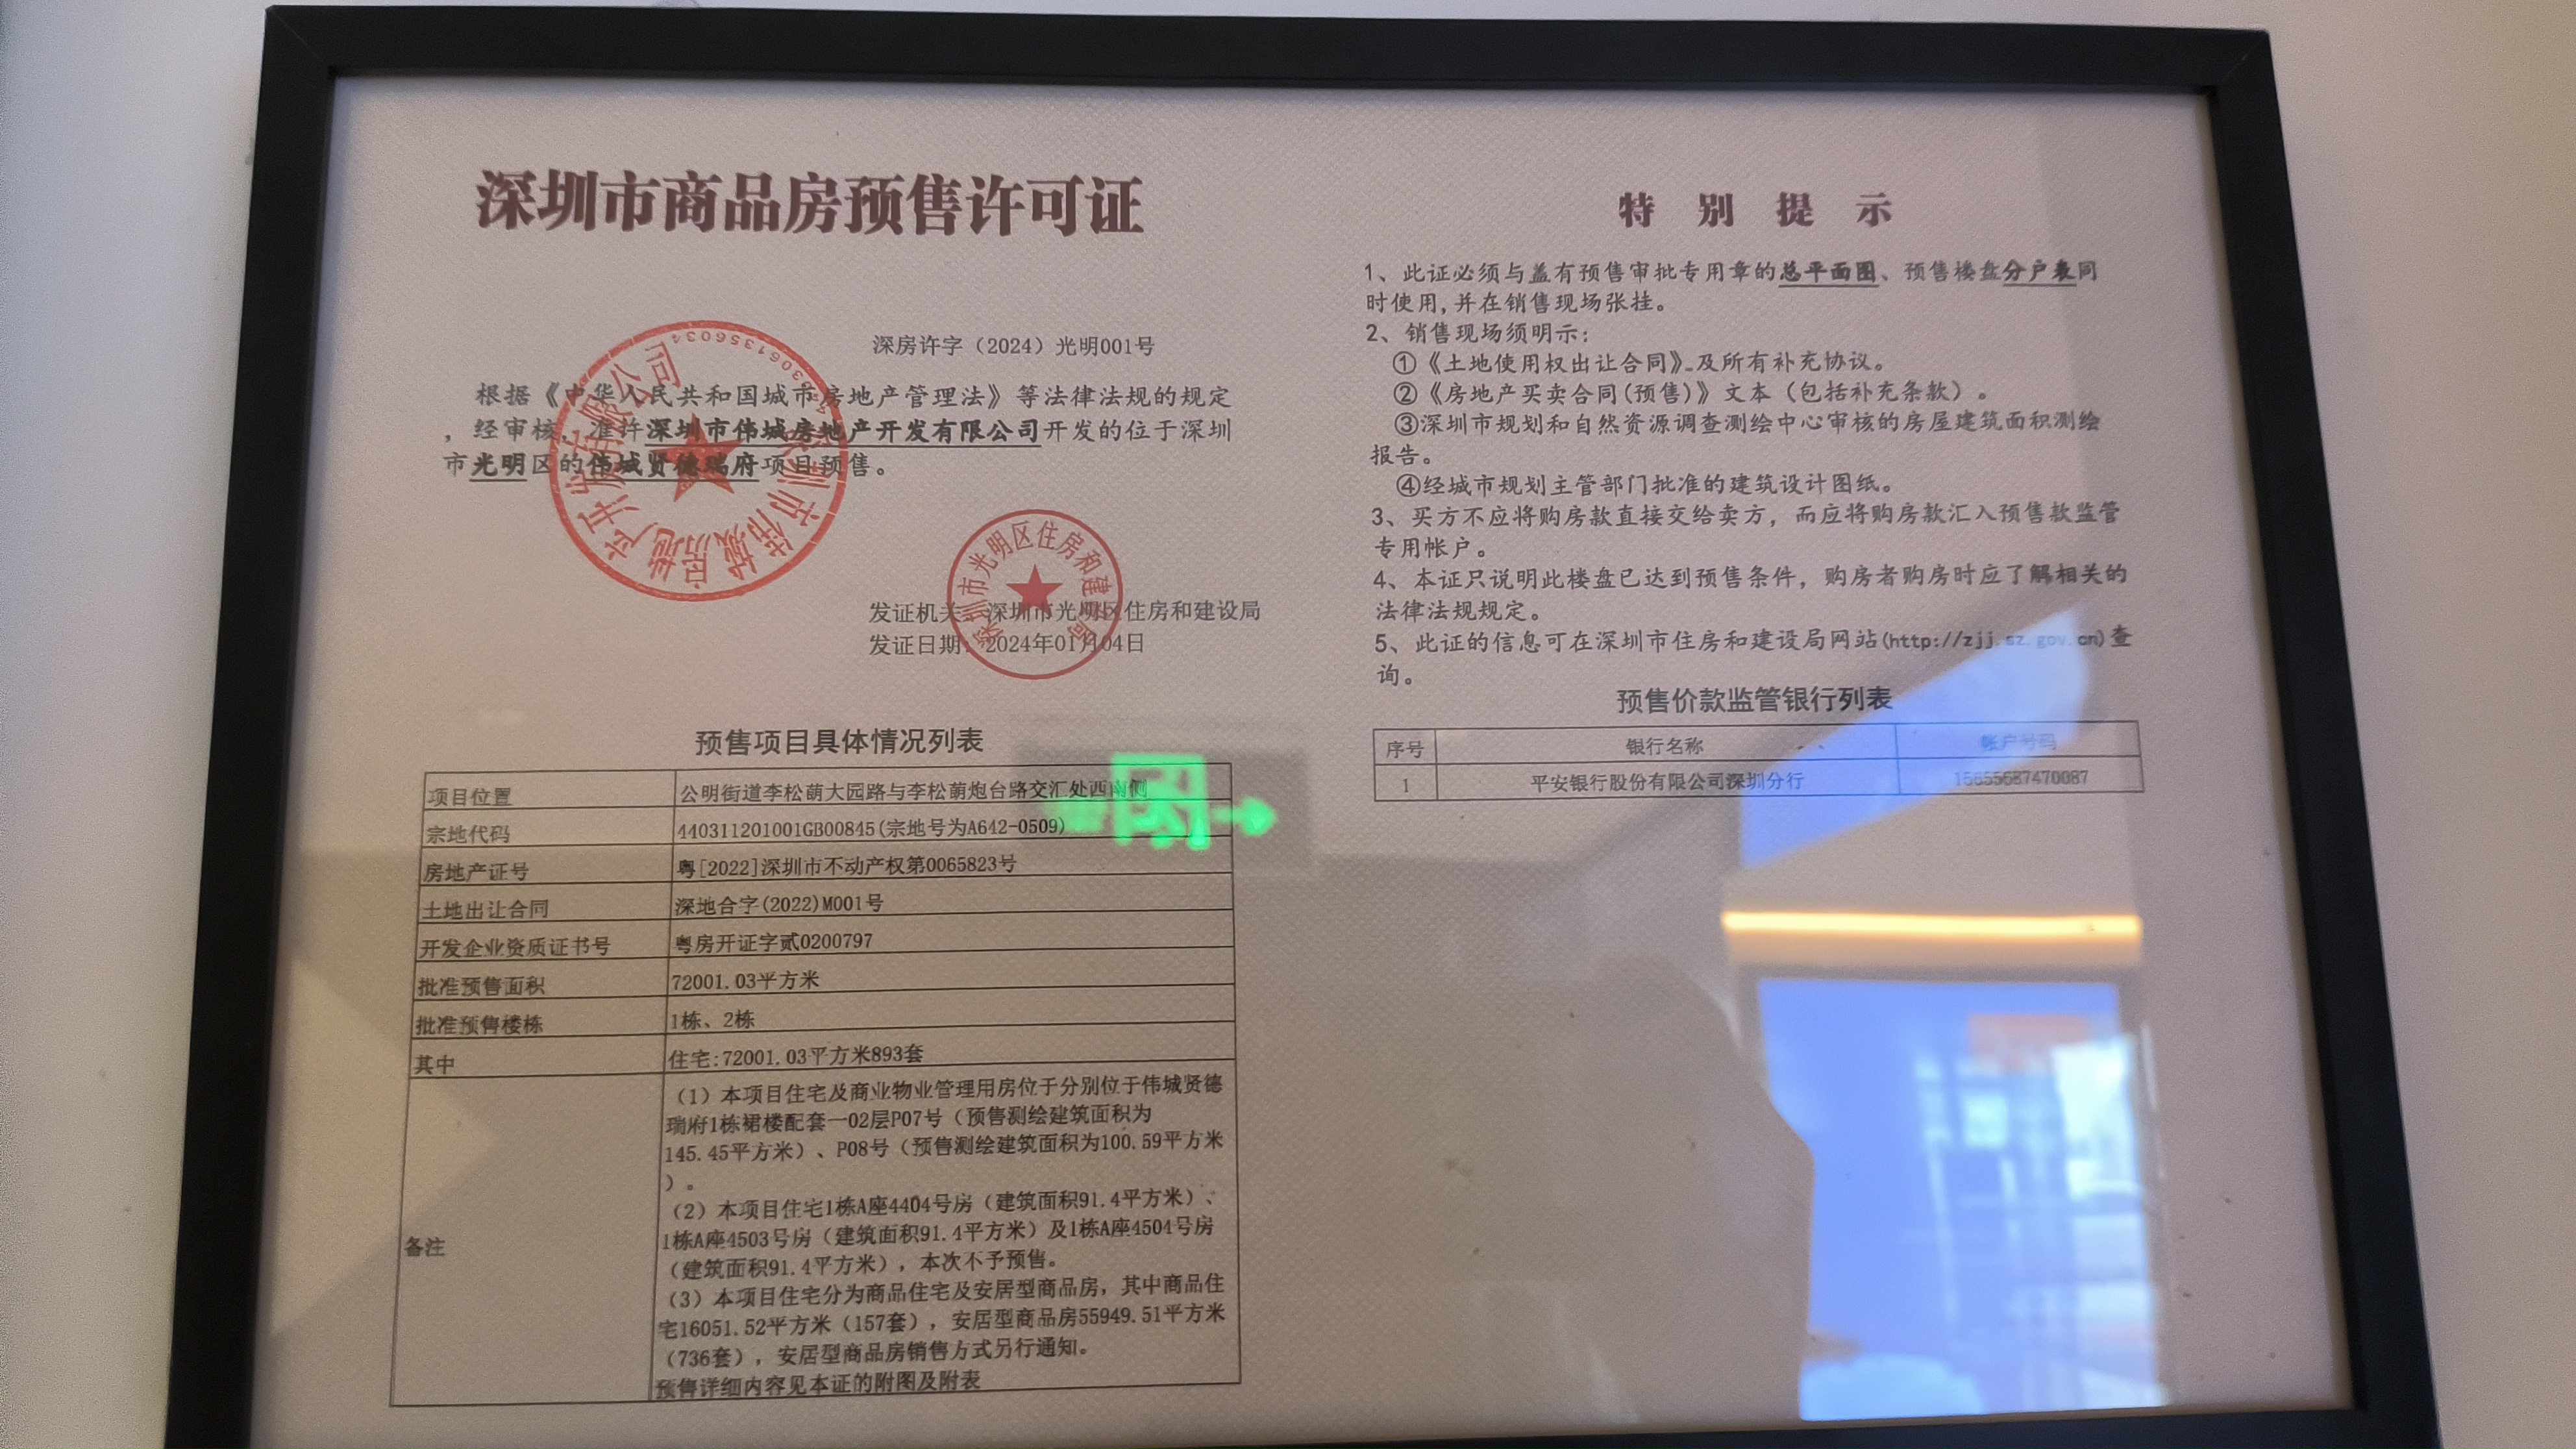 深圳市商品房预售许可证
深房许字（2024）光明001号
根据《中华人民共和国城市房地产管理法》等法律法规的规定
，经审核，准许深圳市伟城房地产开发有限公司开发的位于深圳
市光明区的伟城贤德瑞府项目预售。
发证机关：深圳市光明区住房和建设局
发证日期：2024年01月04日
深圳市伟城房地产开发有限公司
深圳市光明区住房和建设局
预售项目具体情况列表
项目位置 公明街道李松蓢大园路与李松蓢炮台路交汇处西南侧
宗地代码 440311201001GB00845(宗地号为A642-0509)
房地产证号 粤[2022]深圳市不动产权第0065823号
土地出让合同 深地合字(2022)M001号
开发企业资质证书号 粤房开证字贰0200797
批准预售面积 72001.03平方米
批准预售楼栋 1栋、2栋
其中 住宅:72001.03平方米893套
备注
（1）本项目住宅及商业物业管理用房位于分别位于伟城贤德
瑞府1栋裙楼配套一02层P07号（预售测绘建筑面积为
145.45平方米）、P08号（预售测绘建筑面积为100.59平方米
）。
（2）本项目住宅1栋A座4404号房（建筑面积91.4平方米）、
1栋A座4503号房（建筑面积91.4平方米）及1栋A座4504号房
（建筑面积91.4平方米），本次不予预售。
（3）本项目住宅分为商品住宅及安居型商品房，其中商品住
宅16051.52平方米（157套），安居型商品房55949.51平方米
（736套），安居型商品房销售方式另行通知。
预售详细内容见本证的附图及附表
特别提示
1、此证必须与盖有预售审批专用章的总平面图、预售楼盘分户表同
时使用,并在销售现场张挂。
2、销售现场须明示:
①《土地使用权出让合同》及所有补充协议。
②《房地产买卖合同(预售)》文本（包括补充条款）。
③深圳市规划和自然资源调查测绘中心审核的房屋建筑面积测绘
报告。
④经城市规划主管部门批准的建筑设计图纸。
3、买方不应将购房款直接交给卖方，而应将购房款汇入预售款监管
专用帐户。
4、本证只说明此楼盘已达到预售条件，购房者购房时应了解相关的
法律法规规定。
5、此证的信息可在深圳市住房和建设局网站(http://zjj.sz.gov.cn)查
询。
预售价款监管银行列表
序号 银行名称 帐户号码
1 平安银行股份有限公司深圳分行 15655687470087